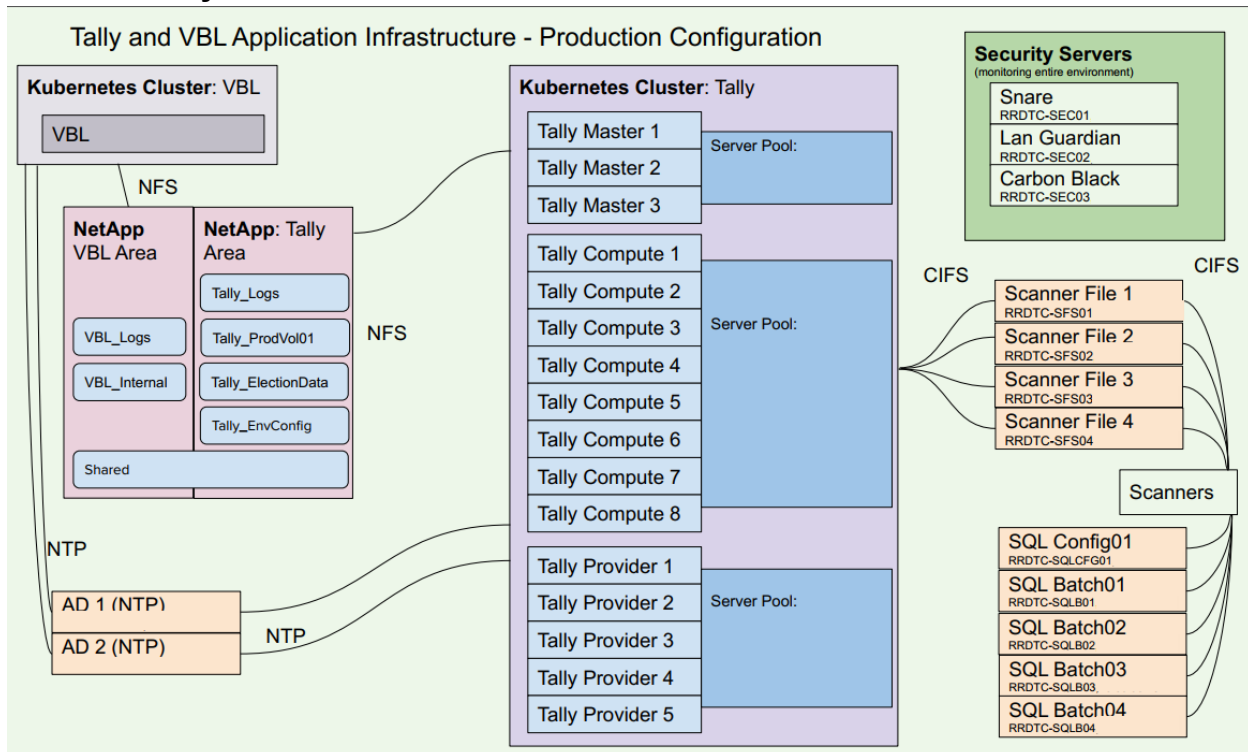 Tally and VBL Application Infrastructure - Production Configuration
Kubernetes Cluster: VBL
VBL
NFS
NetApp
VBL Area
NetApp: Tally
Area
Tally_Logs
VBL_Logs
Tally_ProdVol01
VBL_Internal
Tally_ElectionData
Tally_EnvConfig
Shared
NFS
NTP
AD 1 (NTP)
AD 2 (NTP)
NTP
Kubernetes Cluster: Tally
Tally Master 1
Tally Master 2
Tally Master 3
Server Pool:
Tally Compute 1
Tally Compute 2
Tally Compute 3
Tally Compute 4
Tally Compute 5
Tally Compute 6
Tally Compute 7
Tally Compute 8
Server Pool:
Tally Provider 1
Tally Provider 2
Tally Provider 3
Tally Provider 4
Tally Provider 5
Server Pool:
Security Servers
(monitoring entire environment)
Snare
RRDTC-SEC01
Lan Guardian
RRDTC-SEC02
Carbon Black
RRDTC-SEC03
CIFS
CIFS
Scanner File 1
RRDTC-SFS01
Scanner File 2
RRDTC-SFS02
Scanner File 3
RRDTC-SFS03
Scanner File 4
RRDTC-SFS04
Scanners
SQL Config01
RRDTC-SQLCFG01
SQL Batch01
RRDTC-SQLB01
SQL Batch02
RRDTC-SQLB02
SQL Batch03
RRDTC-SQLB03
SQL Batch04
RRDTC-SQLB04